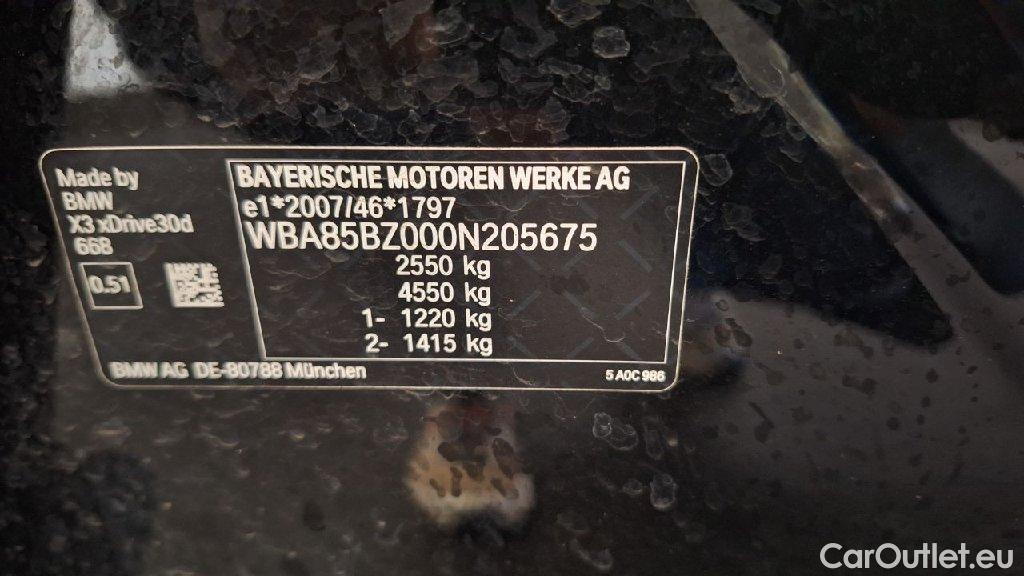 Made by
BMW
X3 xDrive30d
668
0.51
BAYERISCHE MOTOREN WERKE AG
e1*2007/46*1797
WBA85BZ000N205675
2550 kg
4550 kg
1- 1220 kg
2- 1415 kg
BMW AG DE-80788 München
5 A0C 986
CarOutlet.eu